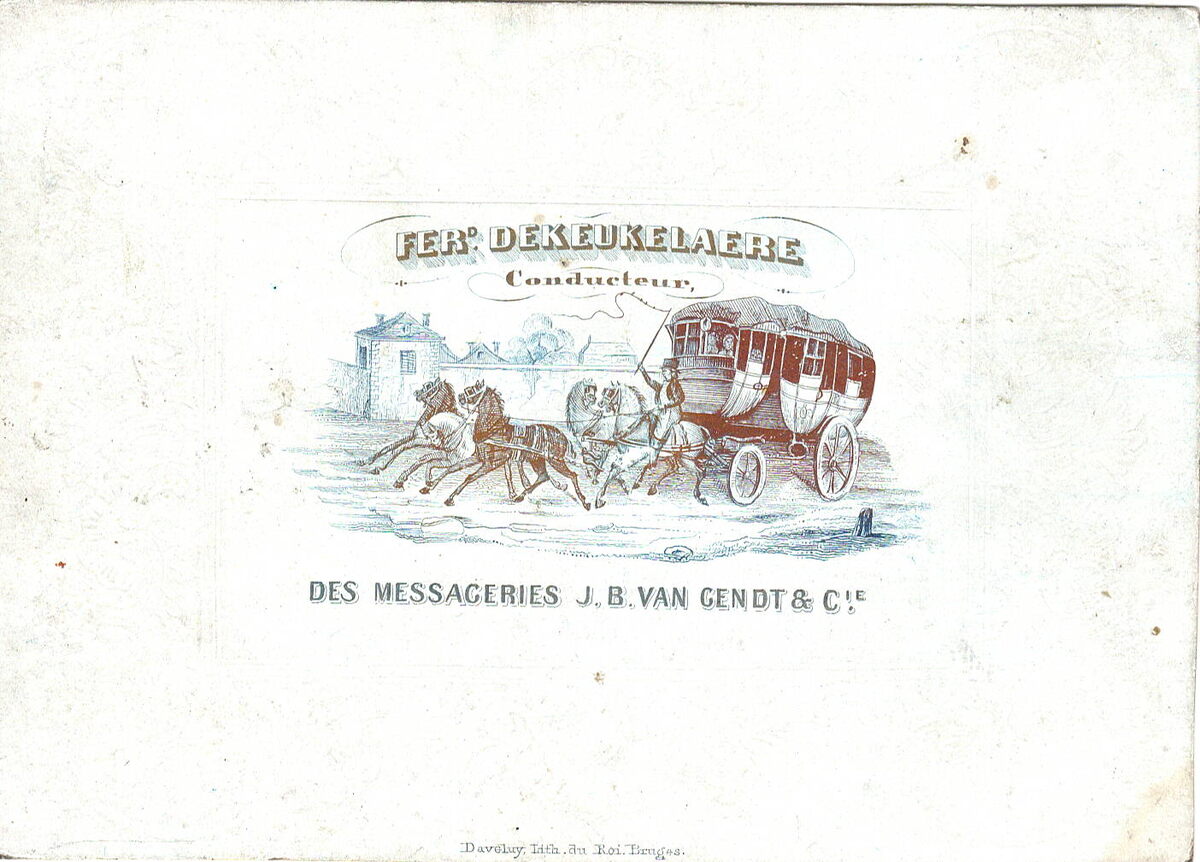 FERD. DEKEUKELAERE
Conducteur,
DES MESSAGERIES J. B. VAN GENDT & CIE.
Daveluy, Lith. du Roi. Bruges.